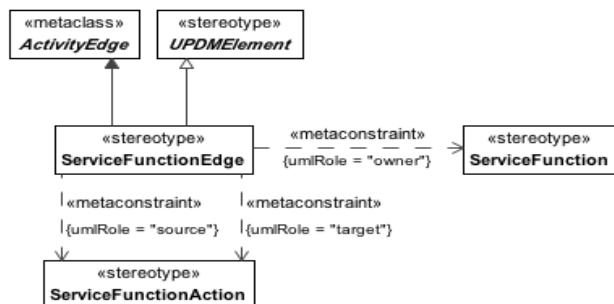 «metaclass»
ActivityEdge
«stereotype»
UPDMElement
«stereotype»
ServiceFunctionEdge
«metaconstraint»
{umlRole = "owner"}
«stereotype»
ServiceFunction
«metaconstraint»
{umlRole = "source"}
«metaconstraint»
{umlRole = "target"}
«stereotype»
ServiceFunctionAction